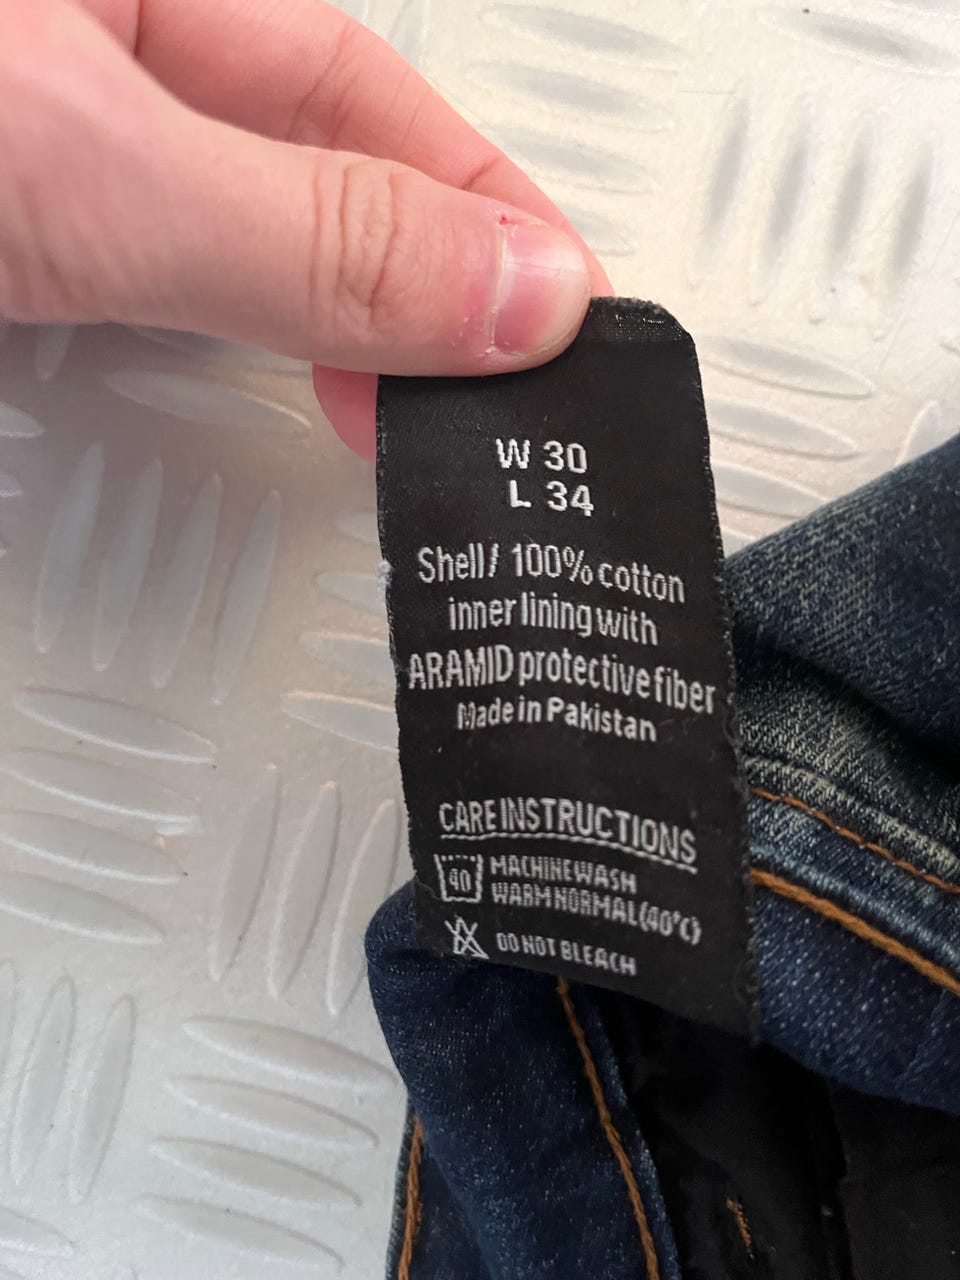 W 30
L 34
Shell/ 100% cotton
inner lining with
ARAMID protective fiber
Made in Pakistan
CARE INSTRUCTIONS
40 MACHINE WASH
WARM NORMAL (40°C)
DO NOT BLEACH